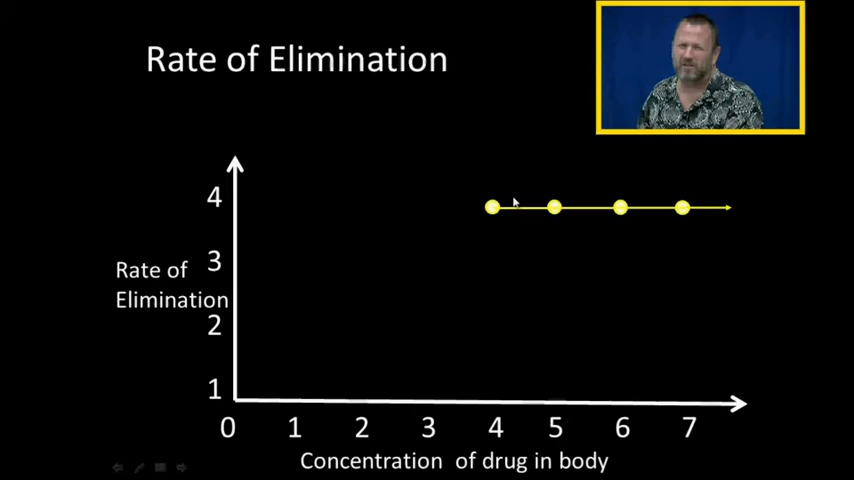 Rate of Elimination
4
3
Rate of
Elimination
2
1
0 1 2 3 4 5 6 7
Concentration of drug in body